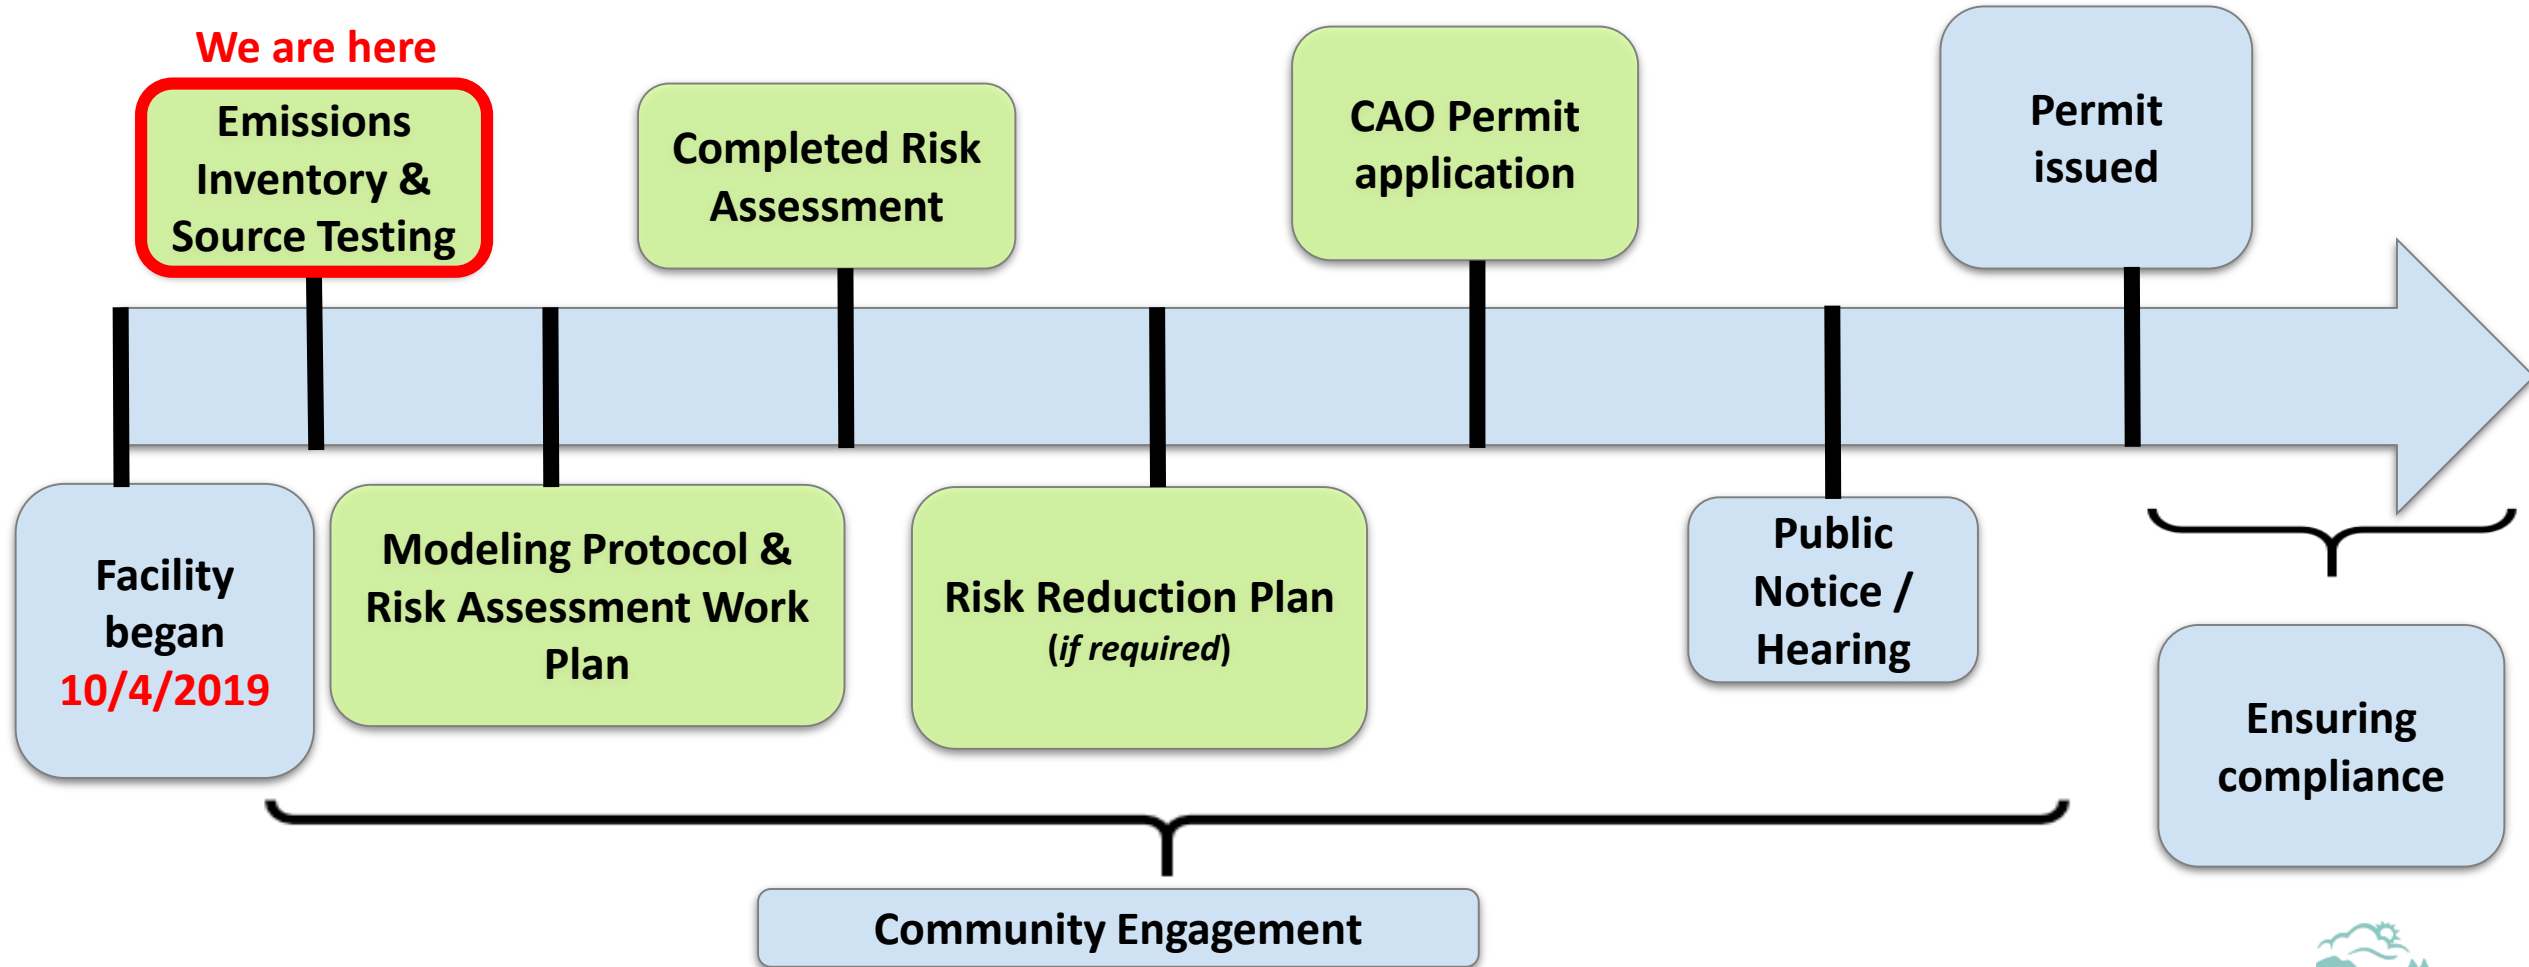 We are here
Emissions
Inventory &
Source Testing
Completed Risk
Assessment
CAO Permit
application
Permit
issued
Facility
began
10/4/2019
Modeling Protocol &
Risk Assessment Work
Plan
Risk Reduction Plan
(if required)
Public
Notice /
Hearing
Ensuring
compliance
Community Engagement